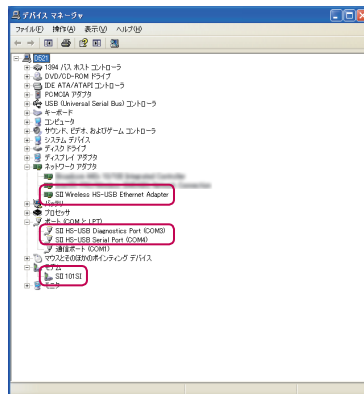 デバイス マネージャ
ファイル(F) 操作(A) 表示(V) ヘルプ(H)
D521
1394 バス ホスト コントローラ
DVD/CD-ROM ドライブ
IDE ATA/ATAPI コントローラ
PCMCIA アダプタ
USB (Universal Serial Bus) コントローラ
キーボード
コンピュータ
サウンド、ビデオ、およびゲーム コントローラ
システム デバイス
ディスク ドライブ
ディスプレイ アダプタ
ネットワーク アダプタ
SII Wireless HS-USB Ethernet Adapter
バッテリ
プロセッサ
ポート (COM と LPT)
SII HS-USB Diagnostics Port (COM3)
SII HS-USB Serial Port (COM4)
通信ポート (COM1)
マウスとそのほかのポインティング デバイス
モデム
SII 101SI
モニタ